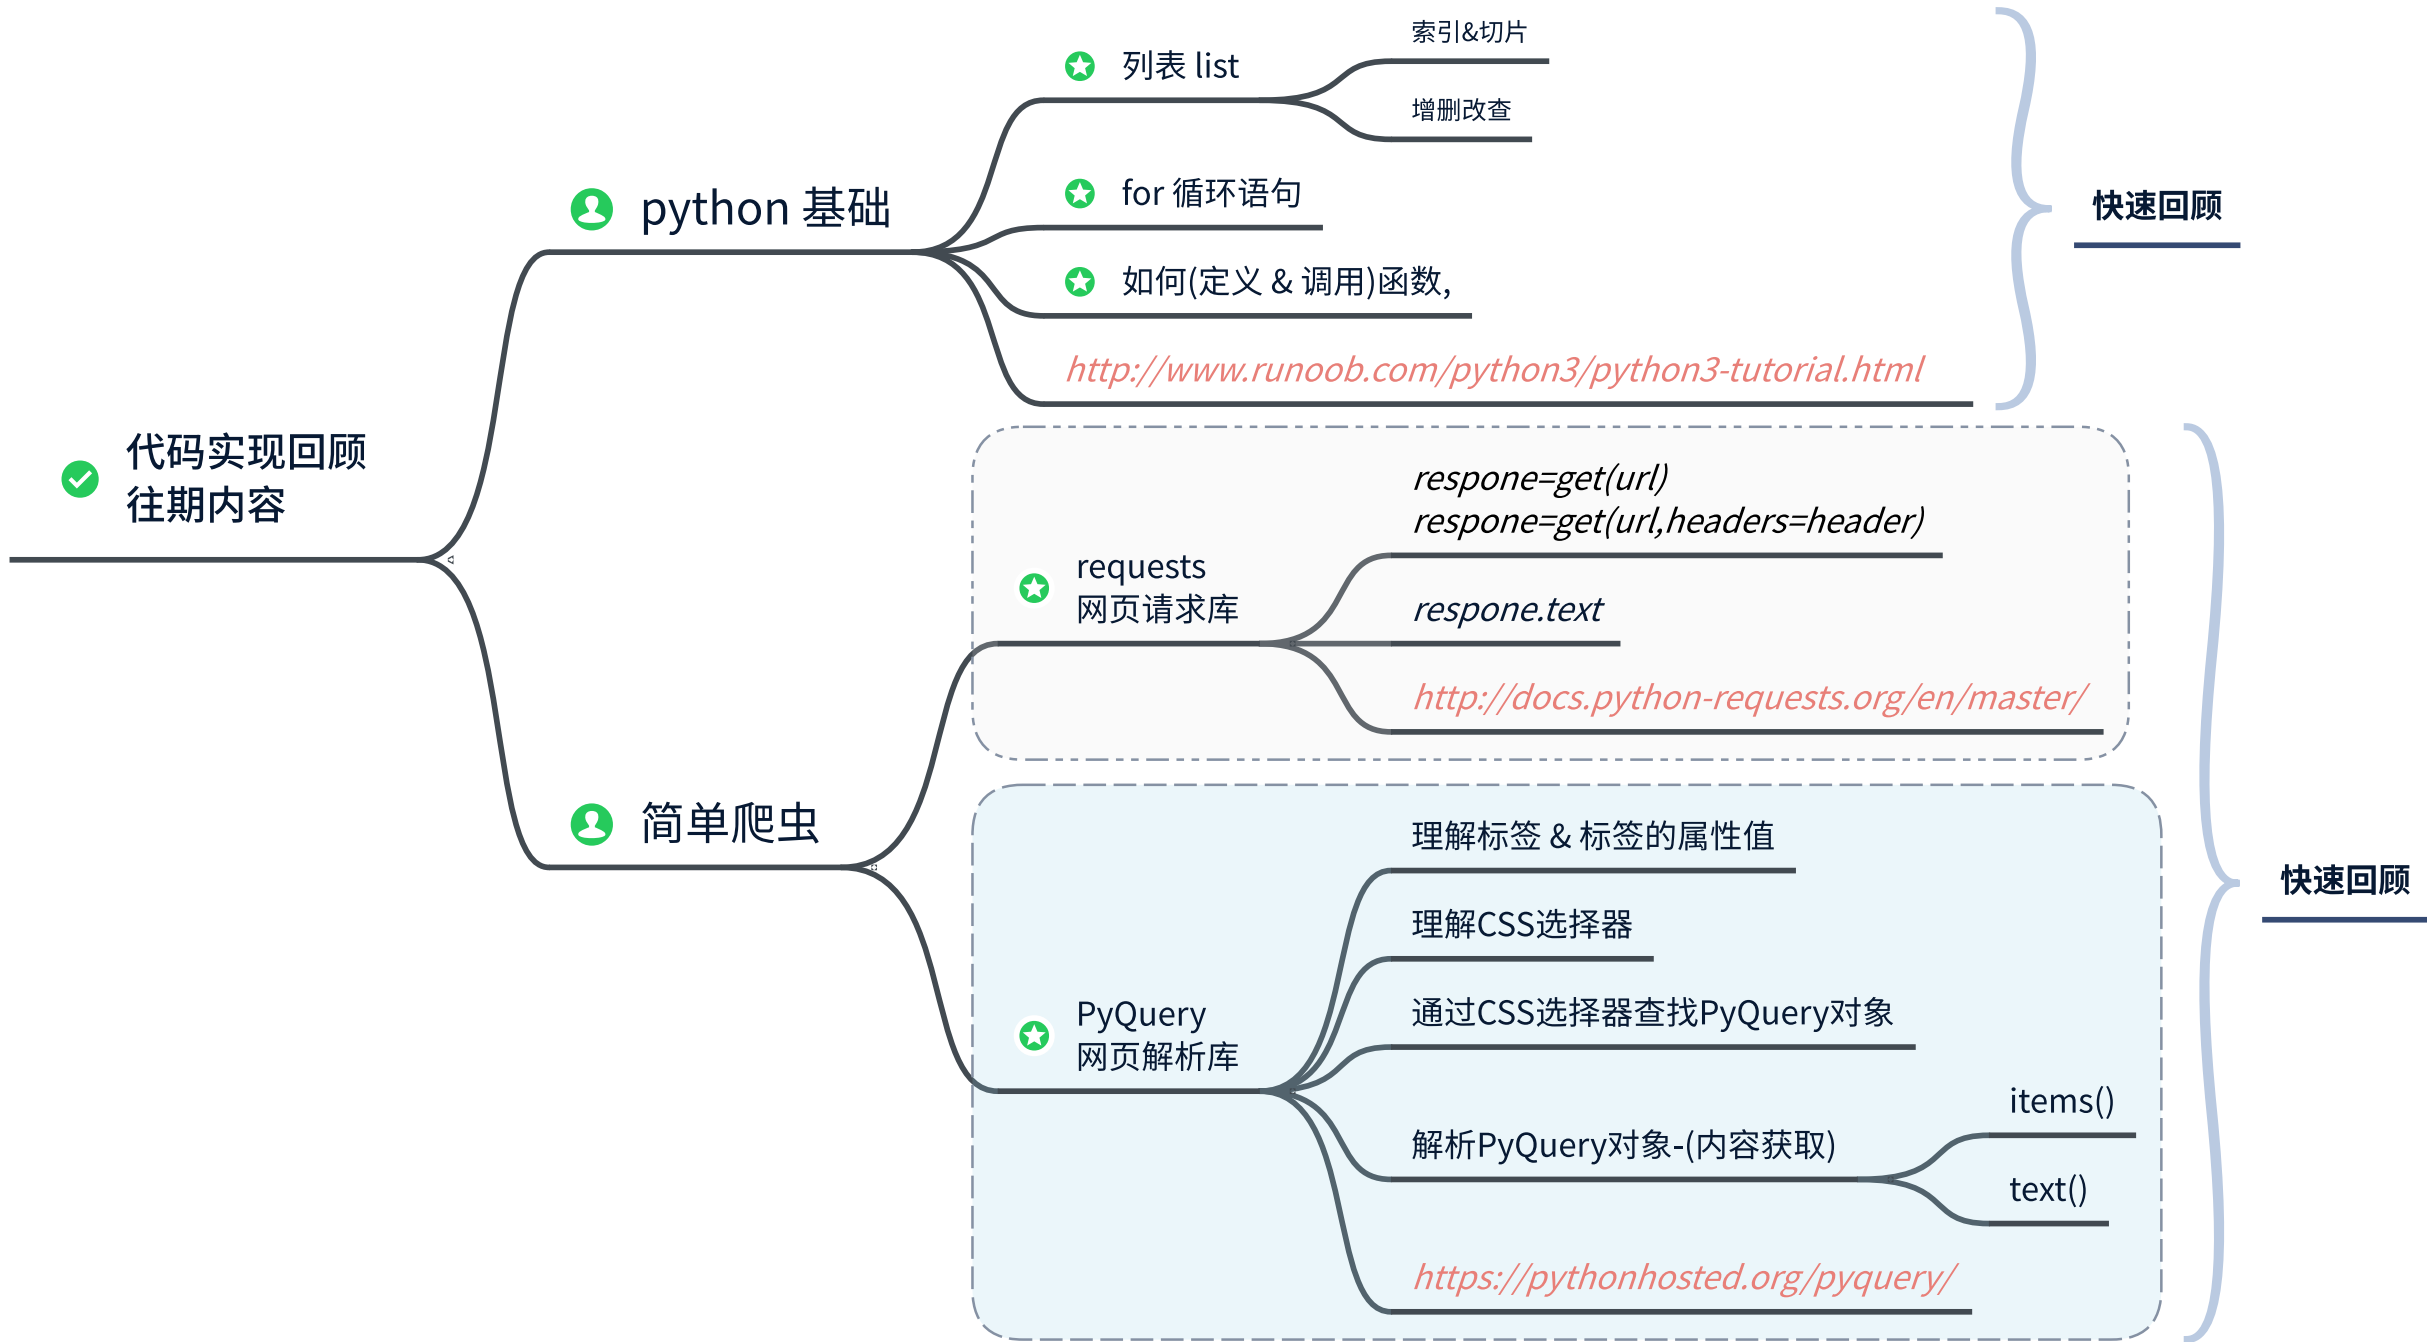 代码实现回顾
往期内容
python 基础
列表 list
索引&切片
增删改查
for 循环语句
如何(定义 & 调用)函数,
http://www.runoob.com/python3/python3-tutorial.html
快速回顾
简单爬虫
requests
网页请求库
respone=get(url)
respone=get(url,headers=header)
respone.text
http://docs.python-requests.org/en/master/
PyQuery
网页解析库
理解标签 & 标签的属性值
理解CSS选择器
通过CSS选择器查找PyQuery对象
解析PyQuery对象-(内容获取)
items()
text()
https://pythonhosted.org/pyquery/
快速回顾